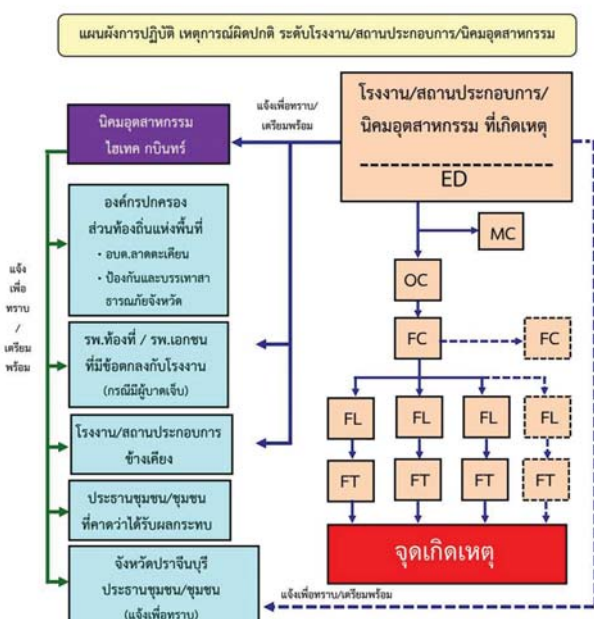 แผนผังการปฏิบัติ เหตุการณ์ผิดปกติ ระดับโรงงาน/สถานประกอบการ/นิคมอุตสาหกรรม
โรงงาน/สถานประกอบการ/
นิคมอุตสาหกรรม ที่เกิดเหตุ
ED
แจ้งเพื่อทราบ/
เตรียมพร้อม
นิคมอุตสาหกรรม
ไฮเทค กบินทร์
องค์กรปกครอง
ส่วนท้องถิ่นแห่งพื้นที่
• อบต.ลาดตะเคียน
• ป้องกันและบรรเทาสา
ธารณภัยจังหวัด
แจ้ง
เพื่อ
ทราบ
/
เตรียม
พร้อม
รพ.ท้องที่ / รพ.เอกชน
ที่มีข้อตกลงกับโรงงาน
(กรณีมีผู้บาดเจ็บ)
โรงงาน/สถานประกอบการ
ข้างเคียง
ประธานชุมชน/ชุมชน
ที่คาดว่าได้รับผลกระทบ
จังหวัดปราจีนบุรี
ประธานชุมชน/ชุมชน
(แจ้งเพื่อทราบ)
MC
OC
FC
FC
FL
FL
FL
FL
FT
FT
FT
FT
จุดเกิดเหตุ
แจ้งเพื่อทราบ/เตรียมพร้อม